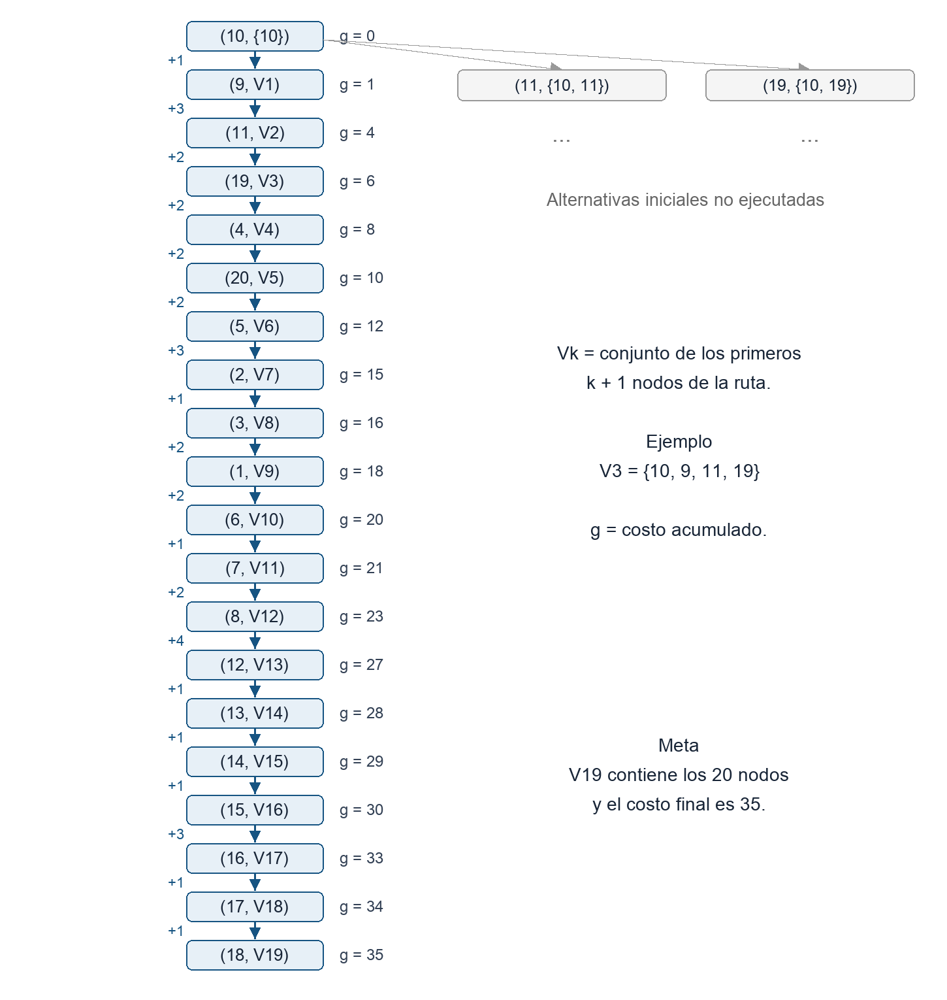 (10, {10})
g = 0
+1
(9, V1)
g = 1
(11, {10, 11})
(19, {10, 19})
+3
(11, V2)
g = 4
...
...
+2
(19, V3)
g = 6
Alternativas iniciales no ejecutadas
+2
(4, V4)
g = 8
+2
(20, V5)
g = 10
+2
(5, V6)
g = 12
+3
(2, V7)
g = 15
+1
(3, V8)
g = 16
+2
(1, V9)
g = 18
+2
(6, V10)
g = 20
+1
(7, V11)
g = 21
+2
(8, V12)
g = 23
+4
(12, V13)
g = 27
+1
(13, V14)
g = 28
+1
(14, V15)
g = 29
+1
(15, V16)
g = 30
+3
(16, V17)
g = 33
+1
(17, V18)
g = 34
+1
(18, V19)
g = 35
Vk = conjunto de los primeros
k + 1 nodos de la ruta.
Ejemplo
V3 = {10, 9, 11, 19}
g = costo acumulado.
Meta
V19 contiene los 20 nodos
y el costo final es 35.